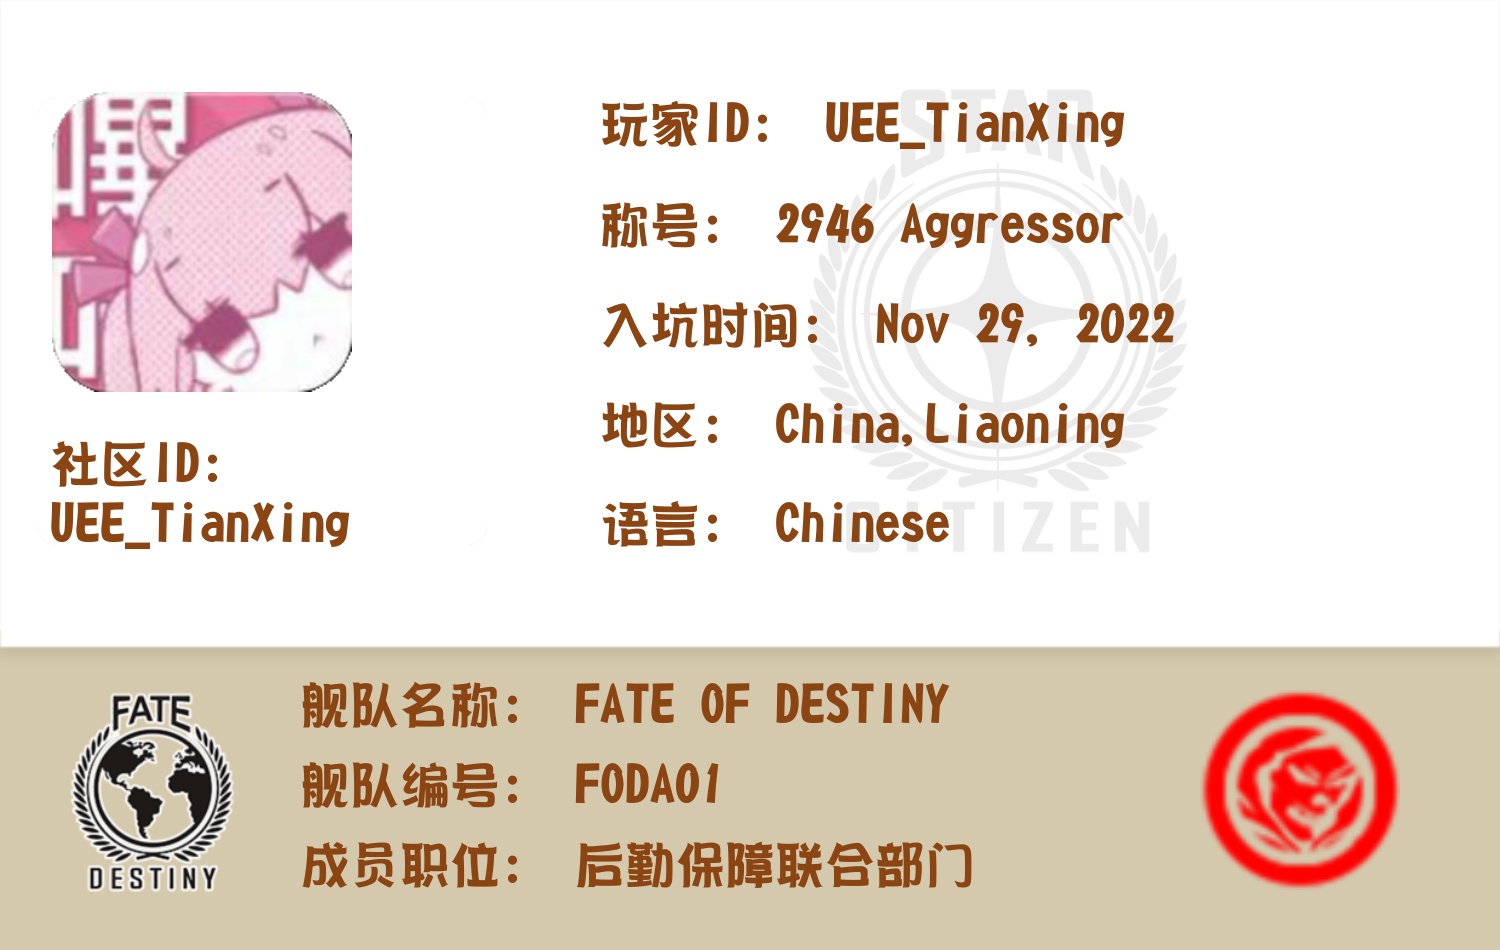 玩家ID： UEE_TianXing
称号： 2946 Aggressor
入坑时间： Nov 29, 2022
地区： China,Liaoning
语言： Chinese
社区ID：
UEE_TianXing
STAR
CITIZEN
舰队名称： FATE OF DESTINY
舰队编号： FODA01
成员职位： 后勤保障联合部门
FATE
DESTINY